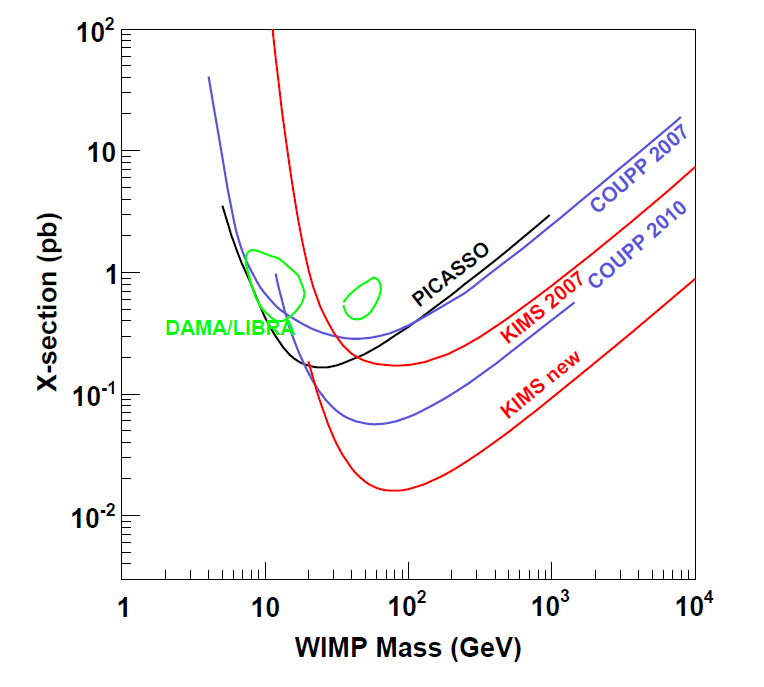 10²
10
1
10⁻¹
10⁻²
X-section (pb)
COUPP 2007
COUPP 2010
PICASSO
KIMS 2007
DAMA/LIBRA
KIMS new
1
10
10²
10³
10⁴
WIMP Mass (GeV)